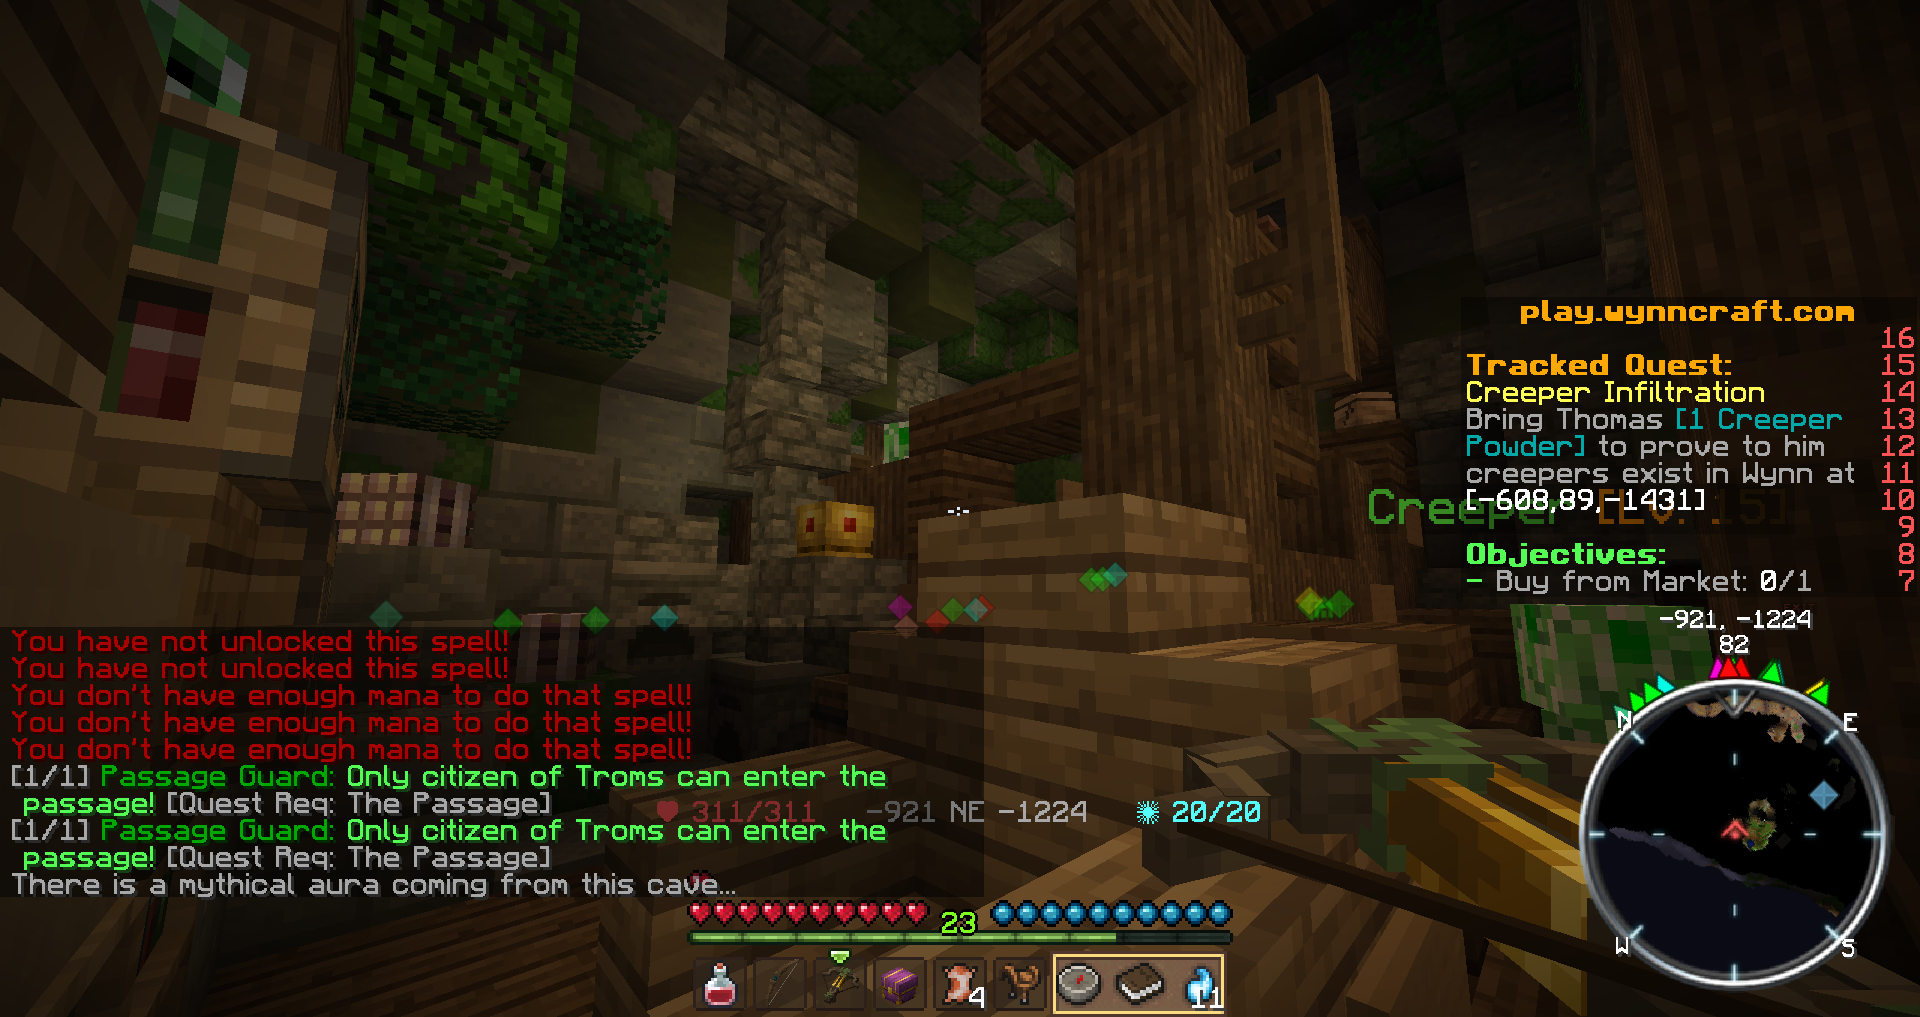 play.wynncraft.com
16
Tracked Quest: 15
Creeper Infiltration 14
Bring Thomas [1 Creeper 13
Powder] to prove to him 12
creepers exist in Wynn at 11
[-608,89,-1431] 10
Creeper [Lv. 15]
9
Objectives: 8
- Buy from Market: 0/1 7
-921, -1224
82
N
E
W
S
You have not unlocked this spell!
You have not unlocked this spell!
You don't have enough mana to do that spell!
You don't have enough mana to do that spell!
You don't have enough mana to do that spell!
[1/1] Passage Guard: Only citizen of Troms can enter the
passage! [Quest Req: The Passage]
[1/1] Passage Guard: Only citizen of Troms can enter the
passage! [Quest Req: The Passage]
There is a mythical aura coming from this cave...
311/311 -921 NE -1224 20/20
23
4
11